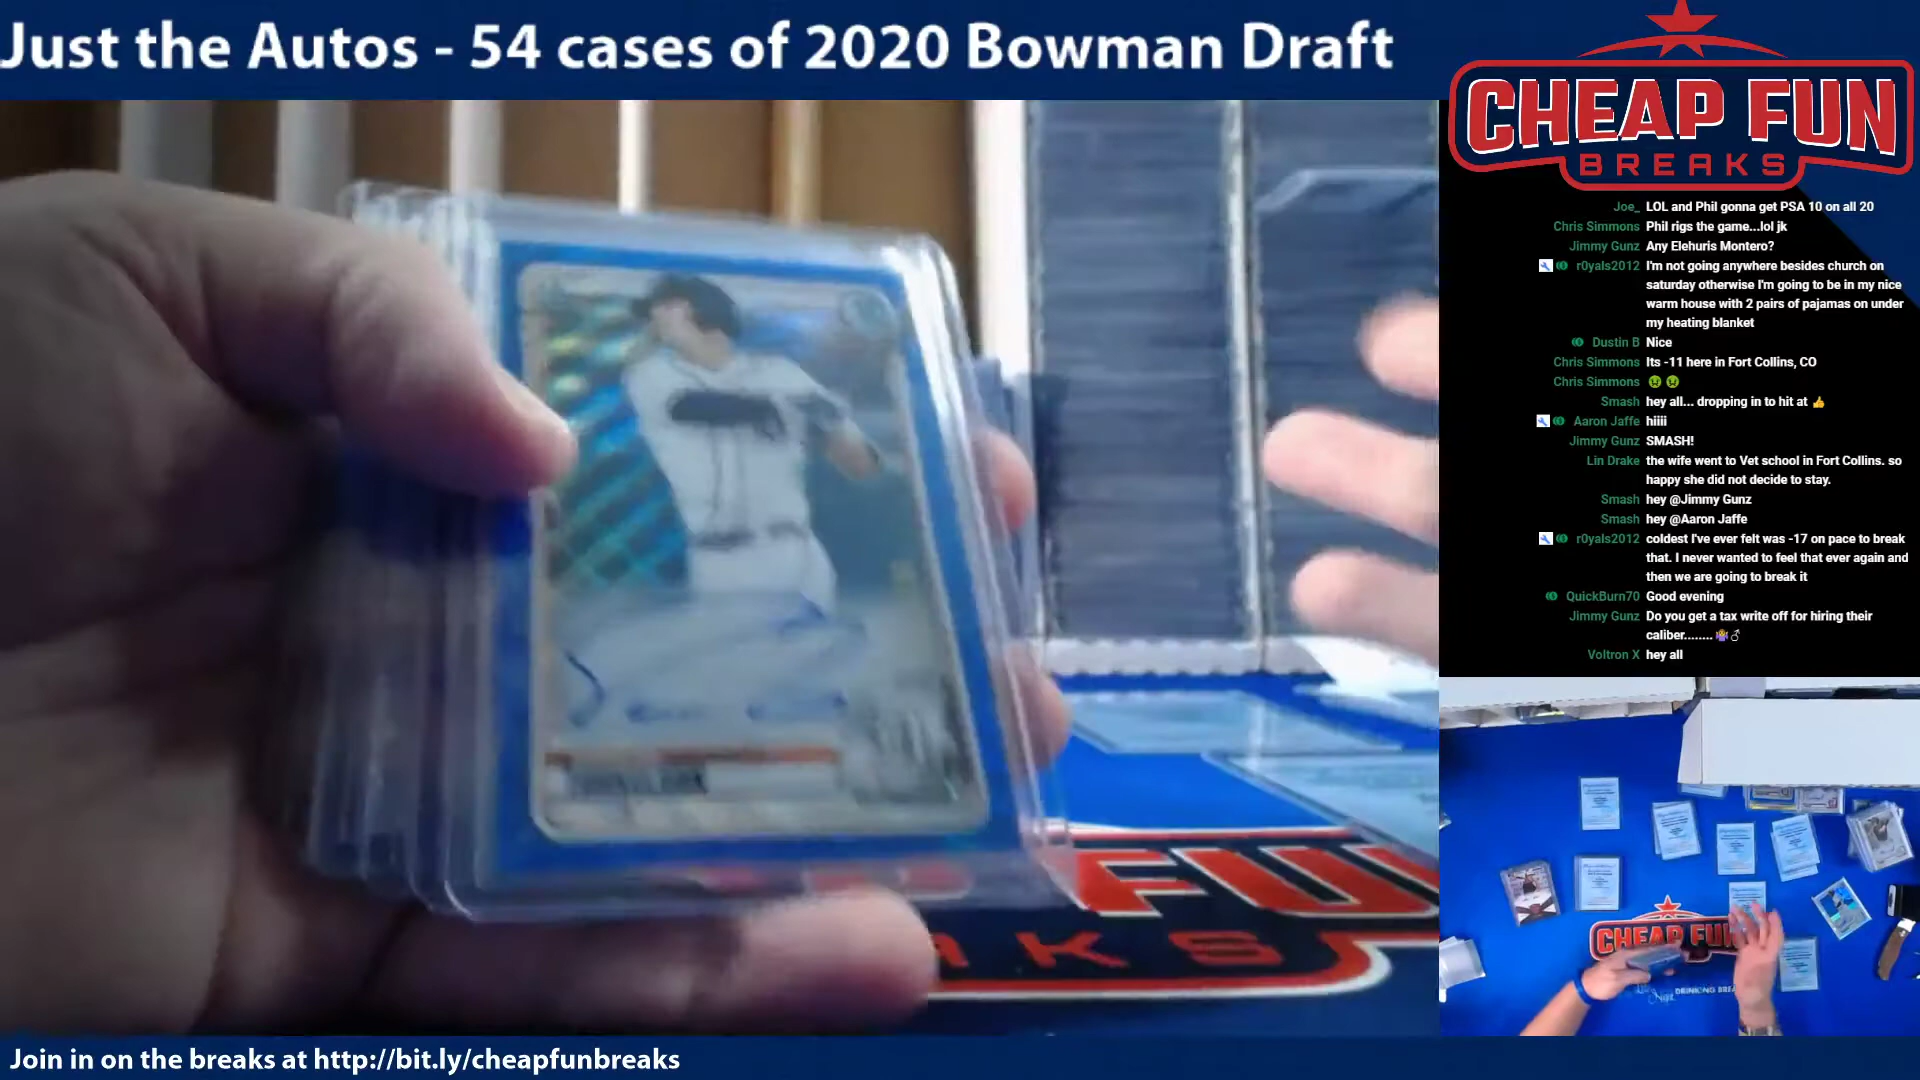 Just the Autos - 54 cases of 2020 Bowman Draft
CHEAP FUN
BREAKS
Joe_ LOL and Phil gonna get PSA 10 on all 20
Chris Simmons Phil rigs the game...lol jk
Jimmy Gunz Any Elehuris Montero?
r0yals2012 I'm not going anywhere besides church on
saturday otherwise I'm going to be in my nice
warm house with 2 pairs of pajamas on under
my heating blanket
Dustin B Nice
Chris Simmons Its -11 here in Fort Collins, CO
Chris Simmons 🤢 🤢
Smash hey all... dropping in to hit at 👍
Aaron Jaffe hiiii
Jimmy Gunz SMASH!
Lin Drake the wife went to Vet school in Fort Collins. so
happy she did not decide to stay.
Smash hey @Jimmy Gunz
Smash hey @Aaron Jaffe
r0yals2012 coldest I've ever felt was -17 on pace to break
that. I never wanted to feel that ever again and
then we are going to break it
QuickBurn70 Good evening
Jimmy Gunz Do you get a tax write off for hiring their
caliber........ 🤷♂
Voltron X hey all
FU
AKS
CHEAP FUN
DRINKING BREA
Join in on the breaks at http://bit.ly/cheapfunbreaks